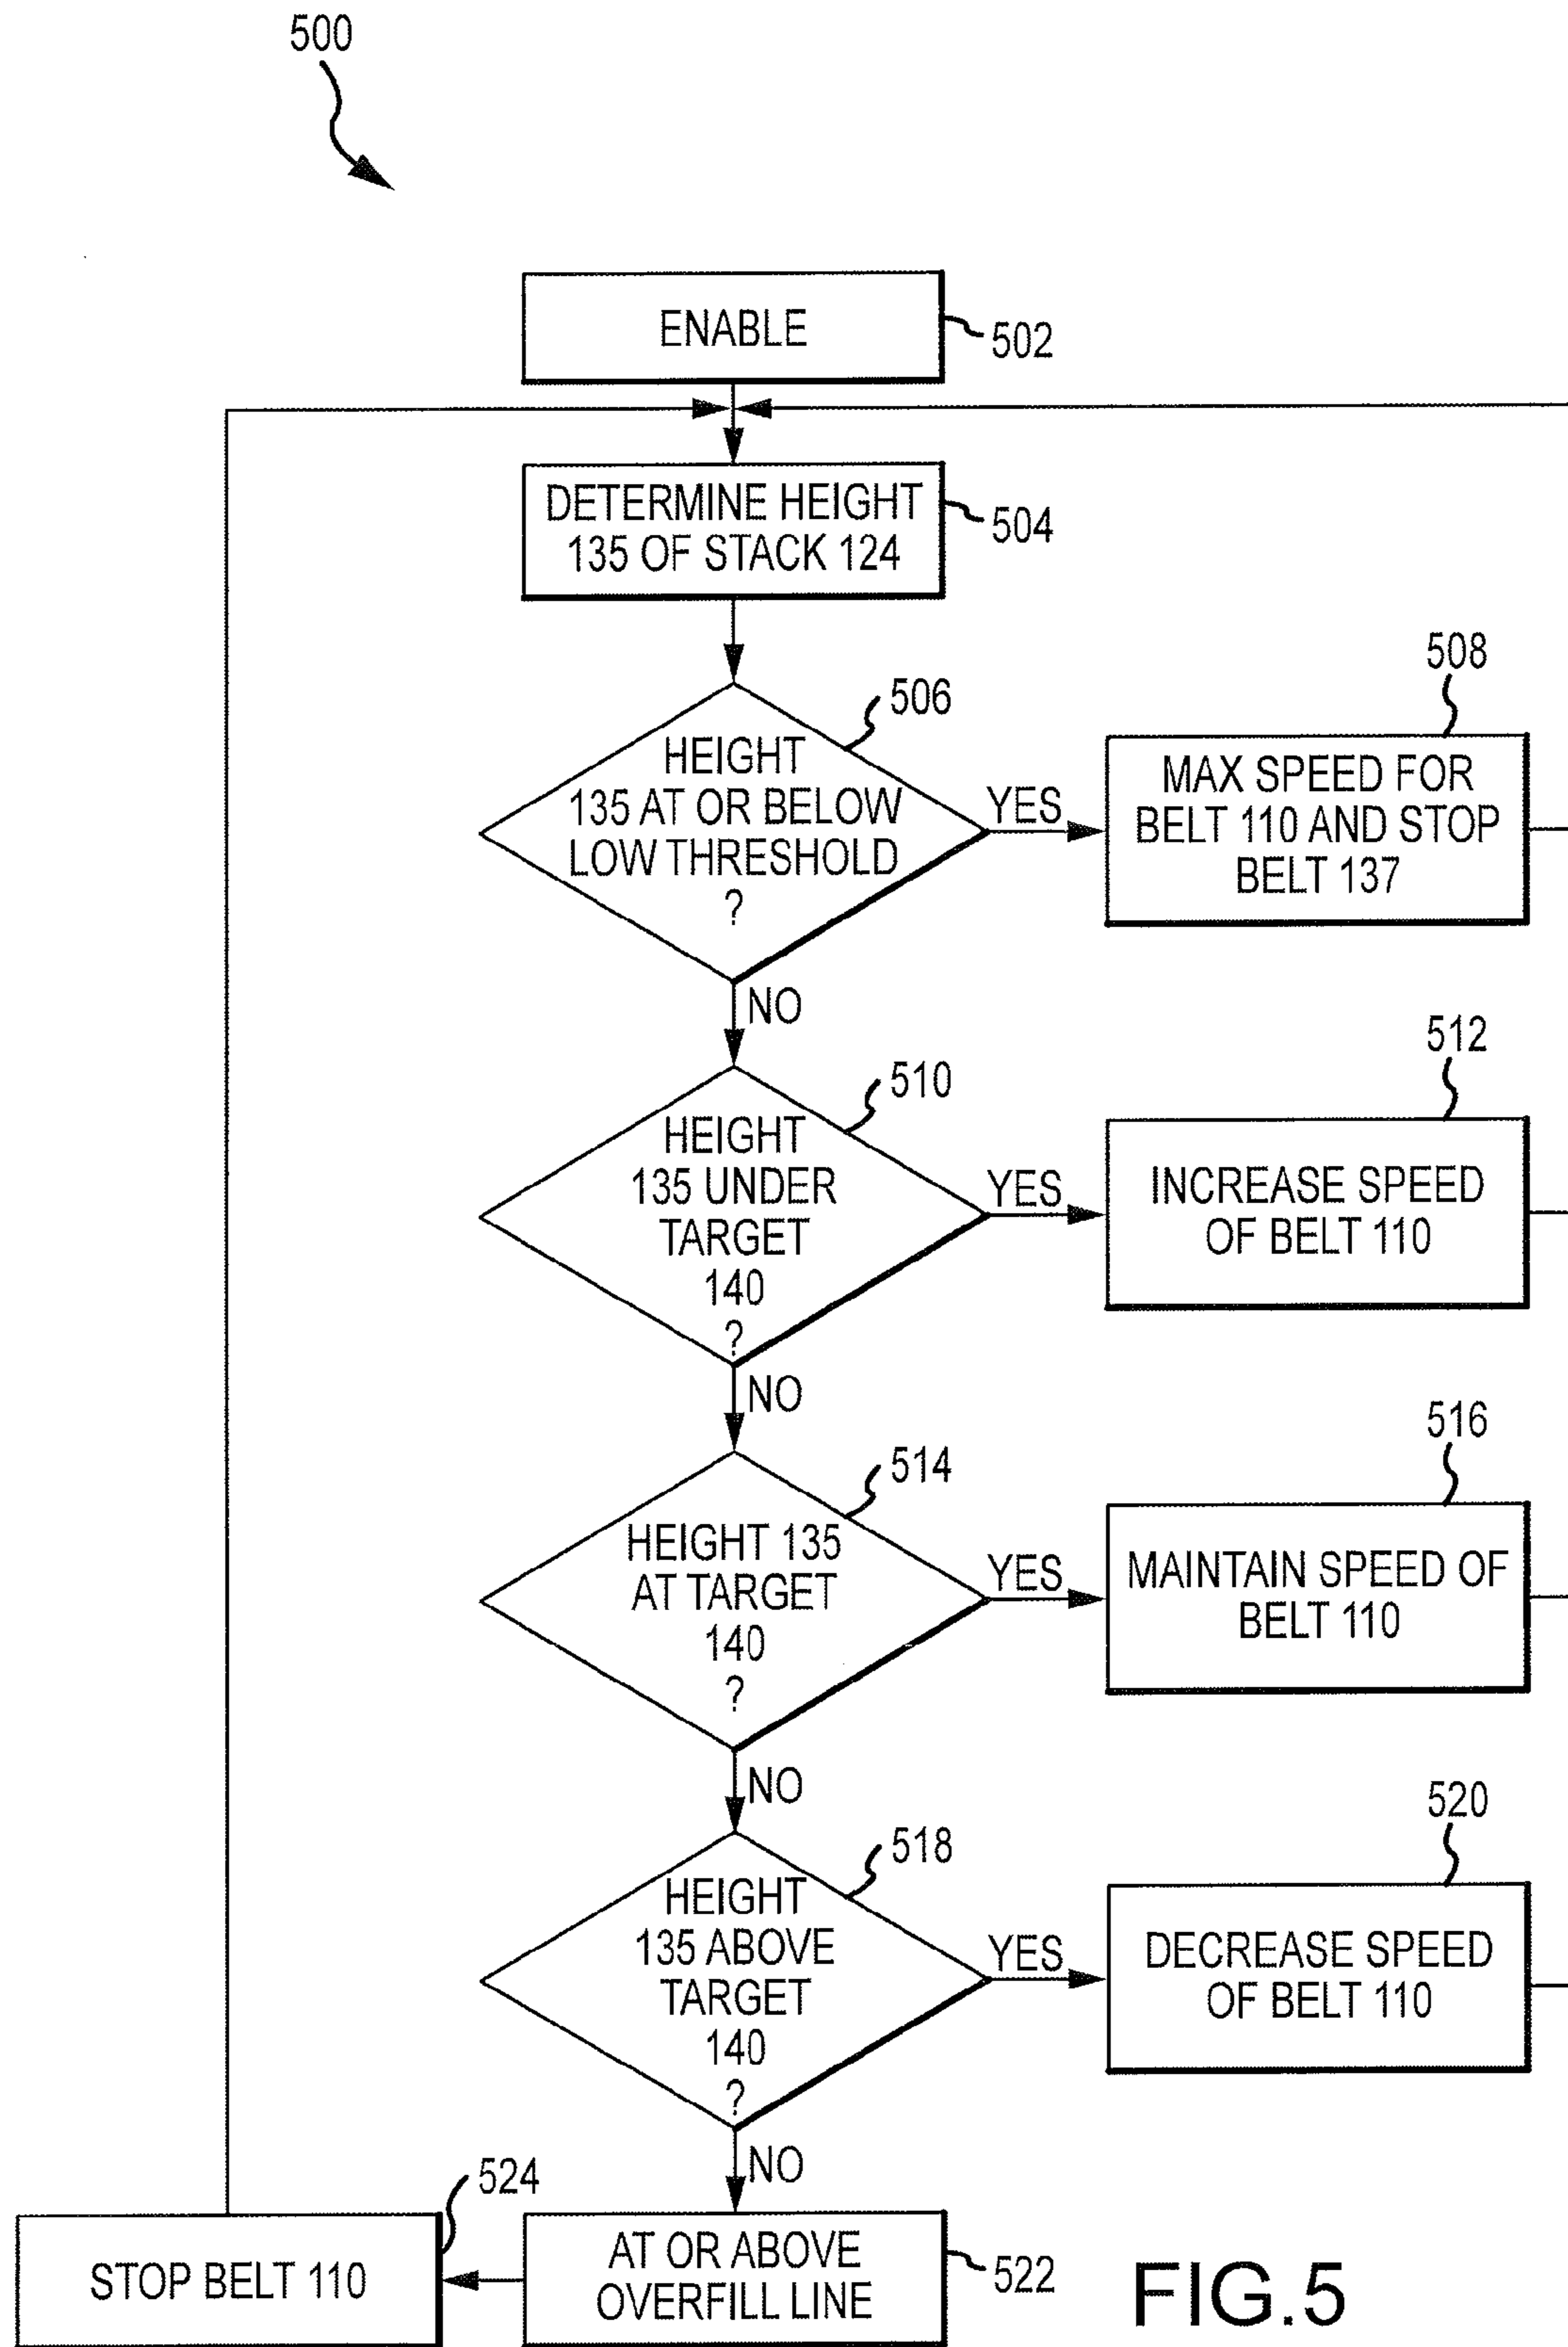 500
ENABLE
502
DETERMINE HEIGHT
135 OF STACK 124
504
506
HEIGHT
135 AT OR BELOW
LOW THRESHOLD
?
YES
508
MAX SPEED FOR
BELT 110 AND STOP
BELT 137
NO
510
HEIGHT
135 UNDER
TARGET
140
?
YES
512
INCREASE SPEED
OF BELT 110
NO
514
HEIGHT 135
AT TARGET
140
?
YES
516
MAINTAIN SPEED OF
BELT 110
NO
518
HEIGHT
135 ABOVE
TARGET
140
?
YES
520
DECREASE SPEED
OF BELT 110
NO
524
STOP BELT 110
AT OR ABOVE
OVERFILL LINE
522
FIG.5